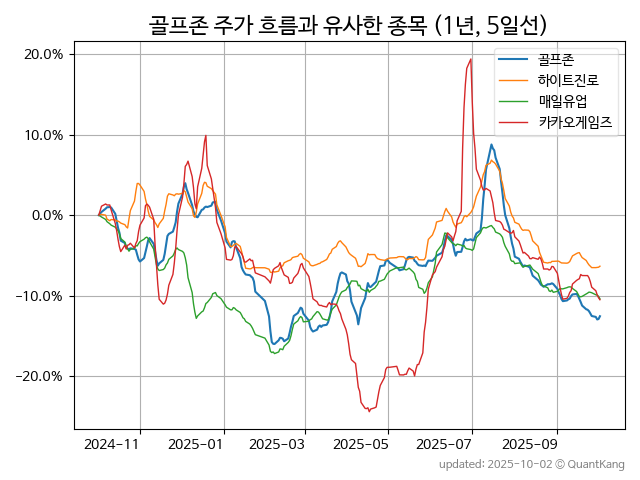 골프존 주가 흐름과 유사한 종목 (1년, 5일선)
골프존
하이트진로
매일유업
카카오게임즈
20.0%
10.0%
0.0%
-10.0%
-20.0%
2024-11 2025-01 2025-03 2025-05 2025-07 2025-09
updated: 2025-10-02 © QuantKang